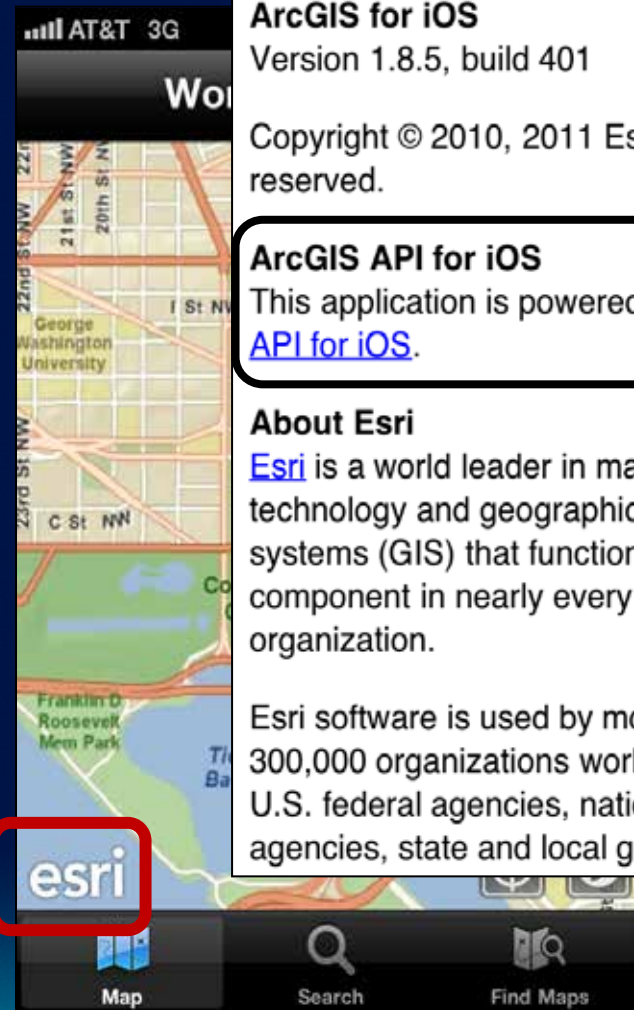 AT&T 3G
Wo
ArcGIS for iOS
Version 1.8.5, build 401
Copyright © 2010, 2011 Es
reserved.
ArcGIS API for iOS
This application is powered
API for iOS.
About Esri
Esri is a world leader in ma
technology and geographic
systems (GIS) that function
component in nearly every
organization.
Esri software is used by mo
300,000 organizations worl
U.S. federal agencies, natio
agencies, state and local g
22nd St NW
21st St NW
20th St N
I St NW
George
Washington
University
23rd St NW
C St NW
Co
Franklin D
Roosevelt
Mem Park
Ti
Ba
esri
Map
Search
Find Maps